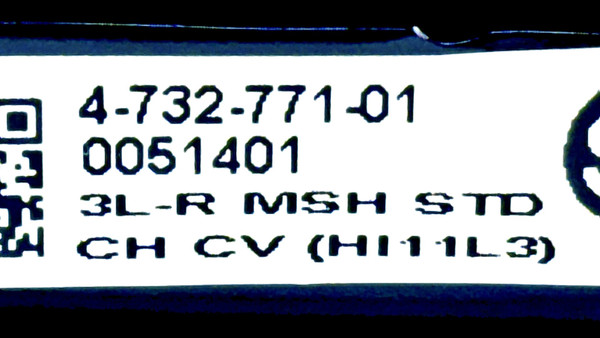 4-732-771-01
0051401
3L-R MSH STD
CH CV (HI11L3)